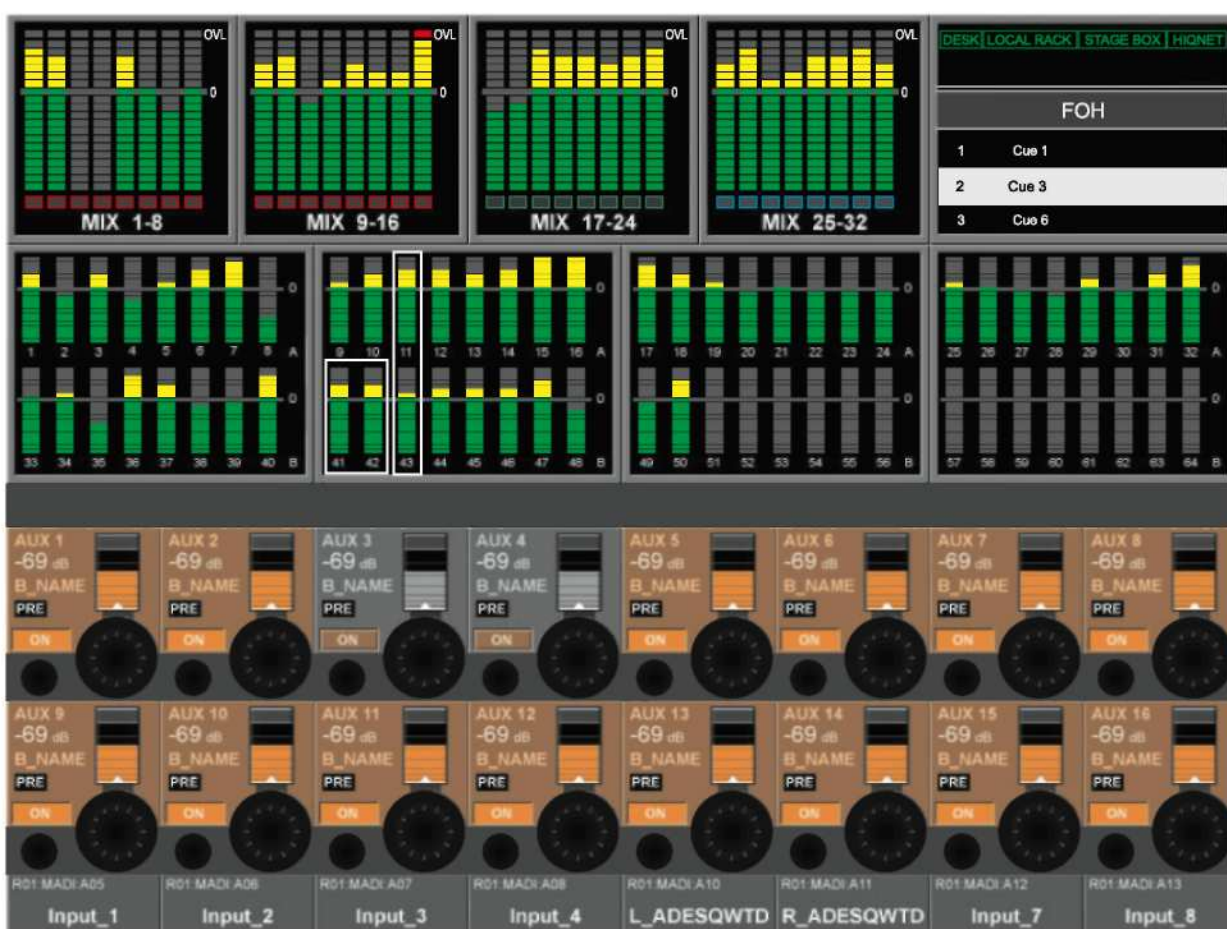 OVL OVL OVL OVL
DESK LOCAL RACK STAGE BOX HIQNET
0 0 0 0
FOH
1 Cue 1
2 Cue 3
3 Cue 6
MIX 1-8 MIX 9-16 MIX 17-24 MIX 25-32
0 0 0 0
1 2 3 4 5 6 7 8 A 9 10 11 12 13 14 15 16 A 17 18 19 20 21 22 23 24 A 25 26 27 28 29 30 31 32 A
0 0 0 0
33 34 35 36 37 38 39 40 B 41 42 43 44 45 46 47 48 B 49 50 51 52 53 54 55 56 B 57 58 59 60 61 62 63 64 B
AUX 1 AUX 2 AUX 3 AUX 4 AUX 5 AUX 6 AUX 7 AUX 8
-69 dB -69 dB -69 dB -69 dB -69 dB -69 dB -69 dB -69 dB
B_NAME B_NAME B_NAME B_NAME B_NAME B_NAME B_NAME B_NAME
PRE PRE PRE PRE PRE PRE PRE PRE
ON ON ON ON ON ON ON ON
AUX 9 AUX 10 AUX 11 AUX 12 AUX 13 AUX 14 AUX 15 AUX 16
-69 dB -69 dB -69 dB -69 dB -69 dB -69 dB -69 dB -69 dB
B_NAME B_NAME B_NAME B_NAME B_NAME B_NAME B_NAME B_NAME
PRE PRE PRE PRE PRE PRE PRE PRE
ON ON ON ON ON ON ON ON
R01:MADI:A05 R01:MADI:A06 R01:MADI:A07 R01:MADI:A08 R01:MADI:A10 R01:MADI:A11 R01:MADI:A12 R01:MADI:A13
Input_1 Input_2 Input_3 Input_4 L_ADESQWTD R_ADESQWTD Input_7 Input_8